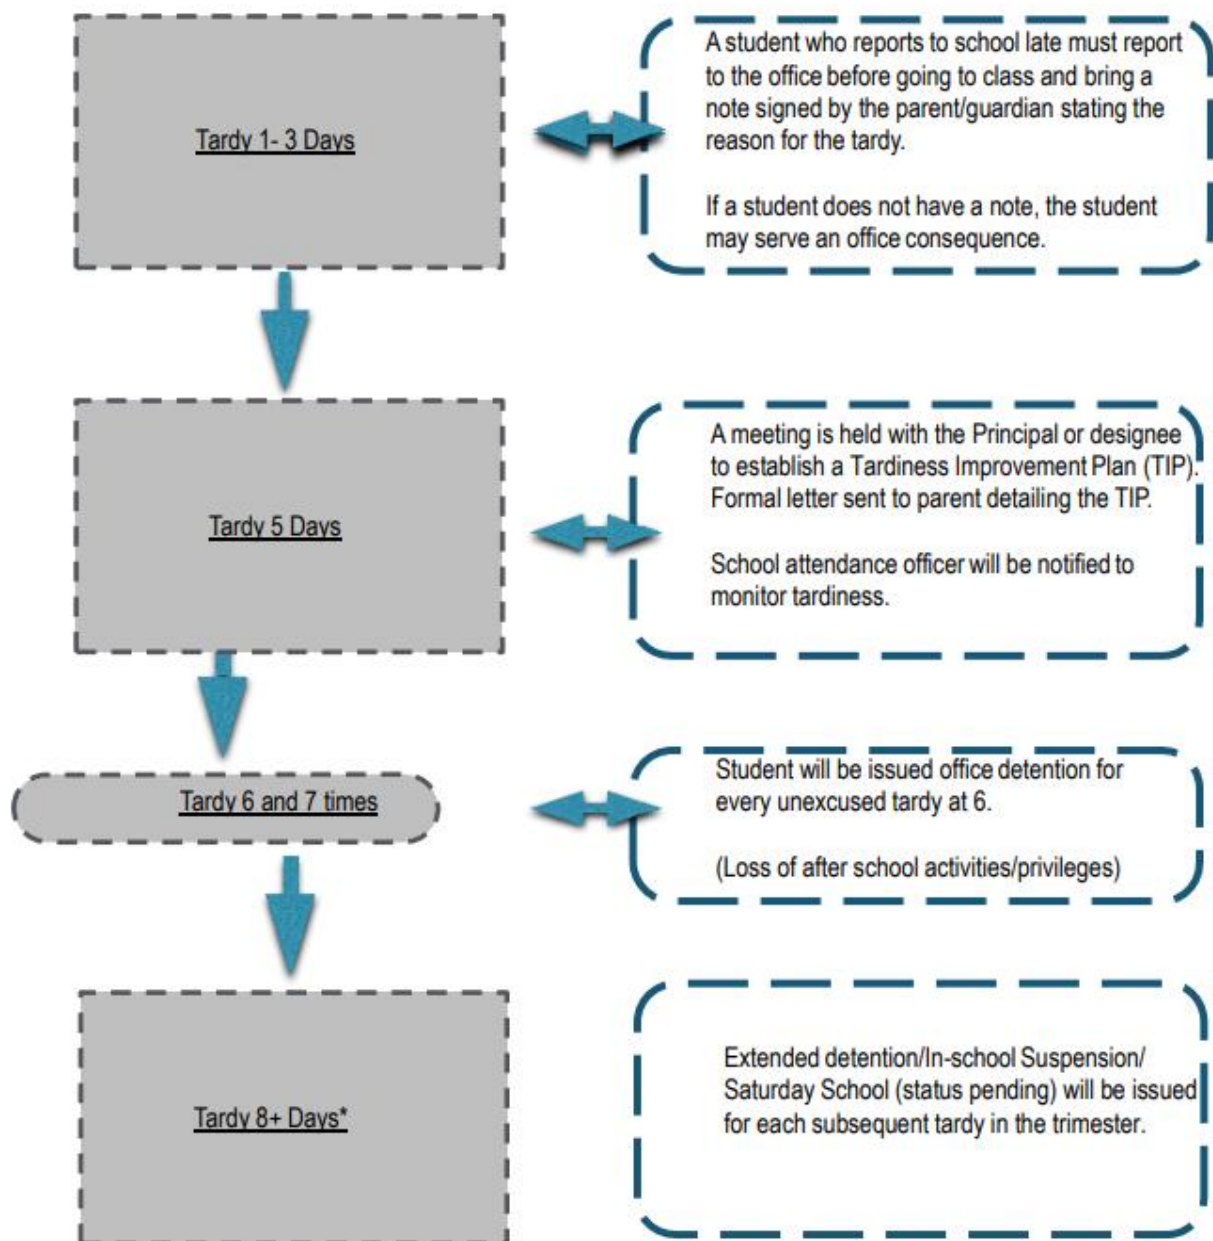 Tardy 1- 3 Days
A student who reports to school late must report
to the office before going to class and bring a
note signed by the parent/guardian stating the
reason for the tardy.
If a student does not have a note, the student
may serve an office consequence.
Tardy 5 Days
A meeting is held with the Principal or designee
to establish a Tardiness Improvement Plan (TIP).
Formal letter sent to parent detailing the TIP.
School attendance officer will be notified to
monitor tardiness.
Tardy 6 and 7 times
Student will be issued office detention for
every unexcused tardy at 6.
(Loss of after school activities/privileges)
Tardy 8+ Days*
Extended detention/In-school Suspension/
Saturday School (status pending) will be issued
for each subsequent tardy in the trimester.